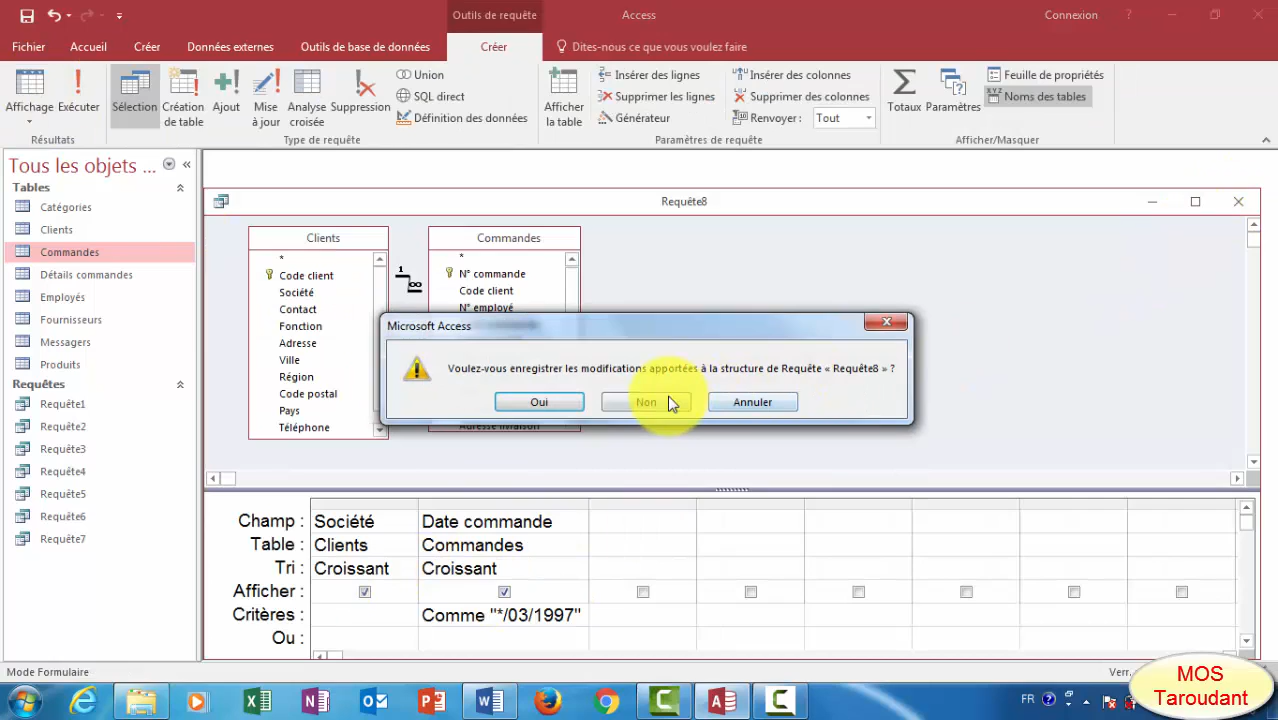 Outils de requête
Access
Connexion
Fichier
Accueil
Créer
Données externes
Outils de base de données
Créer
Dites-nous ce que vous voulez faire
Affichage
Exécuter
Sélection
Création de table
Ajout
Mise à jour
Analyse croisée
Suppression
Union
SQL direct
Définition des données
Afficher la table
Insérer des lignes
Supprimer les lignes
Générateur
Insérer des colonnes
Supprimer des colonnes
Renvoyer : Tout
Totaux
Paramètres
Feuille de propriétés
Noms des tables
Résultats
Type de requête
Paramètres de requête
Afficher/Masquer
Tous les objets ...
Tables
Catégories
Clients
Commandes
Détails commandes
Employés
Fournisseurs
Messagers
Produits
Requêtes
Requête1
Requête2
Requête3
Requête4
Requête5
Requête6
Requête7
Requête8
Clients
*
Code client
Société
Contact
Fonction
Adresse
Ville
Région
Code postal
Pays
Téléphone
1
∞
Commandes
*
N° commande
Code client
N° employé
Adresse livraison
Microsoft Access
Voulez-vous enregistrer les modifications apportées à la structure de Requête « Requête8 » ?
Oui
Non
Annuler
Champ : Société Date commande
Table : Clients Commandes
Tri : Croissant Croissant
Afficher :
Critères : Comme "*/03/1997"
Ou :
Mode Formulaire
Verr.
FR
MOS
Taroudant